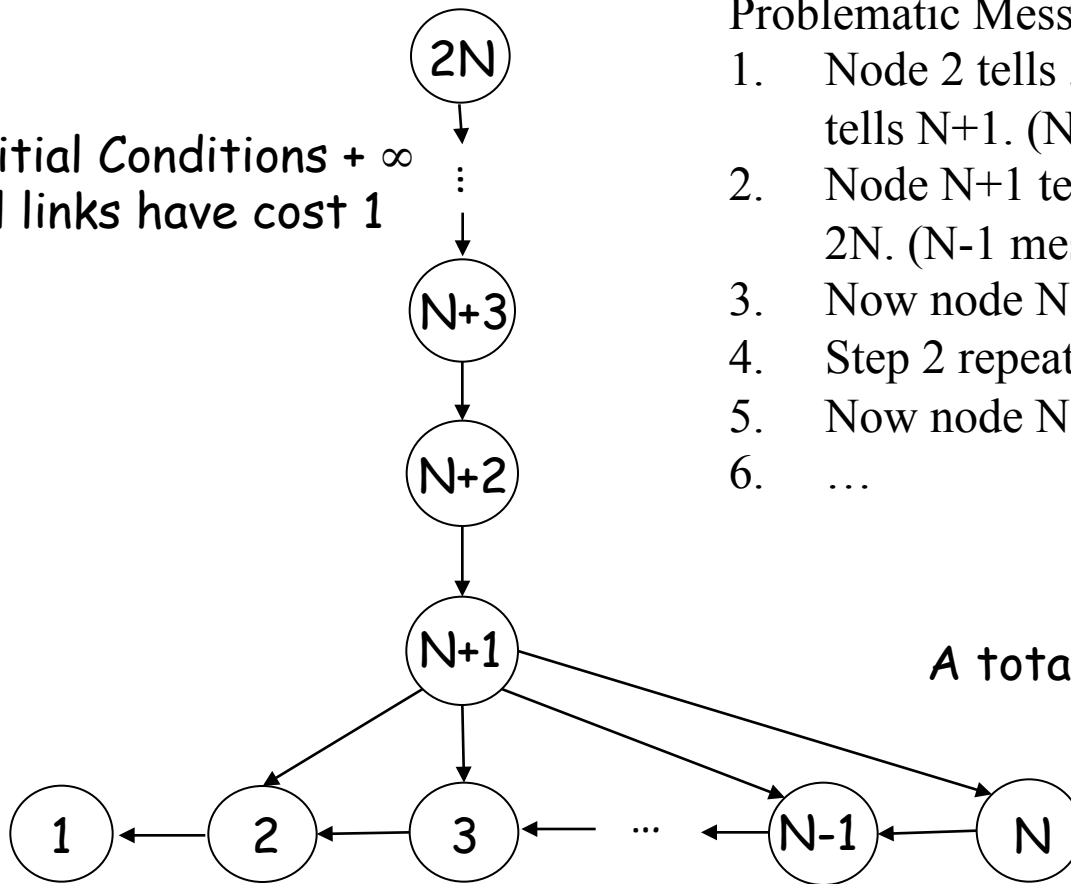 2N
Problematic Mess
1. Node 2 tells
tells N+1. (N
itial Conditions + ∞
l links have cost 1
⋮
2. Node N+1 te
2N. (N-1 me
N+3
3. Now node N
4. Step 2 repeat
5. Now node N
6. …
N+2
N+1
A tota
1
2
3
...
N-1
N